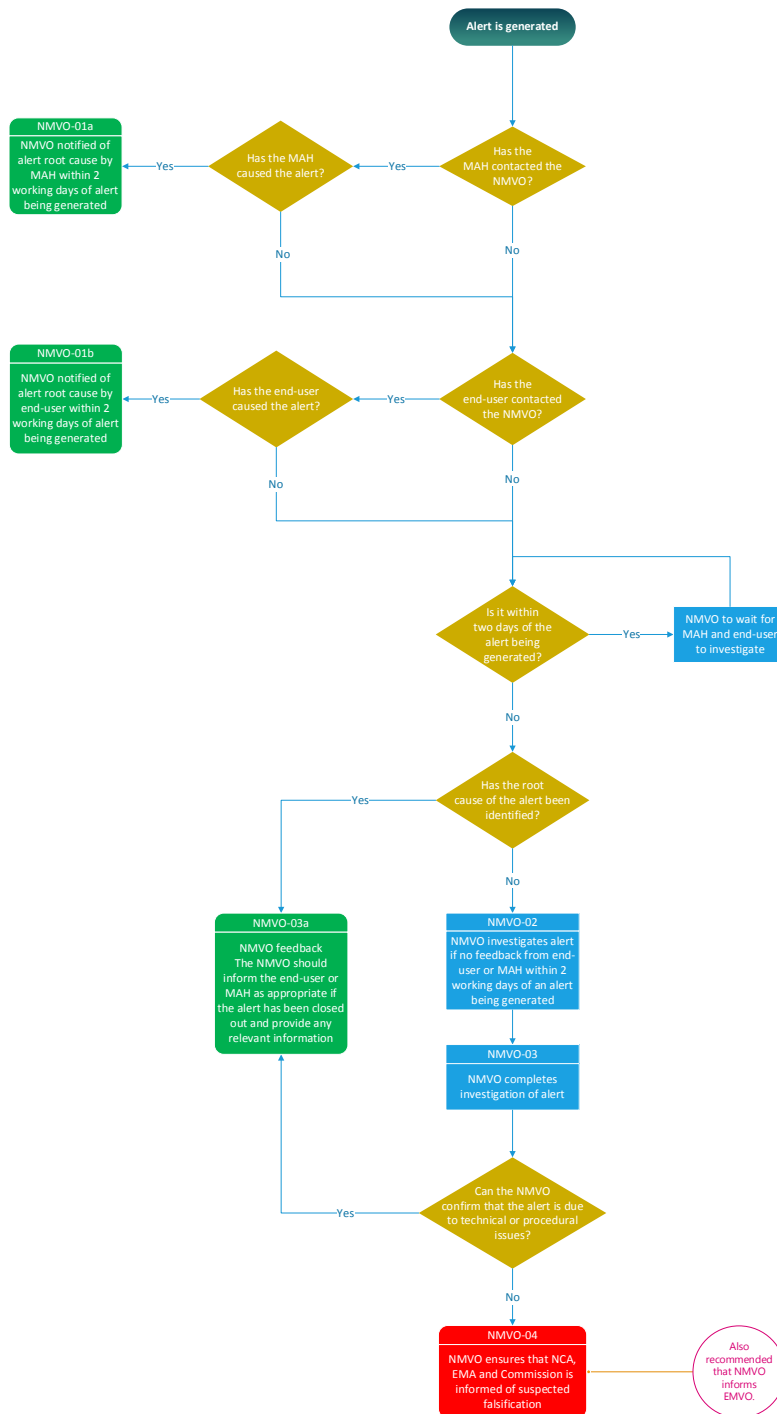 Alert is generated
NMVO-01a
NMVO notified of
alert root cause by
MAH within 2
working days of alert
being generated
Yes
Has the MAH
caused the alert?
Yes
Has the
MAH contacted the
NMVO?
No
No
NMVO-01b
NMVO notified of
alert root cause by
end-user within 2
working days of alert
being generated
Yes
Has the end-user
caused the alert?
Yes
Has the
end-user contacted
the NMVO?
No
No
Is it within
two days of the
alert being
generated?
Yes
NMVO to wait for
MAH and end-user
to investigate
No
Has the root
cause of the alert been
identified?
Yes
No
NMVO-03a
NMVO feedback
The NMVO should
inform the end-user or
MAH as appropriate if
the alert has been closed
out and provide any
relevant information
NMVO-02
NMVO investigates alert
if no feedback from end-
user or MAH within 2
working days of an alert
being generated
NMVO-03
NMVO completes
investigation of alert
Can the NMVO
confirm that the alert is due
to technical or procedural
issues?
Yes
No
NMVO-04
NMVO ensures that NCA,
EMA and Commission is
informed of suspected
falsification
Also
recommended
that NMVO
informs
EMVO.